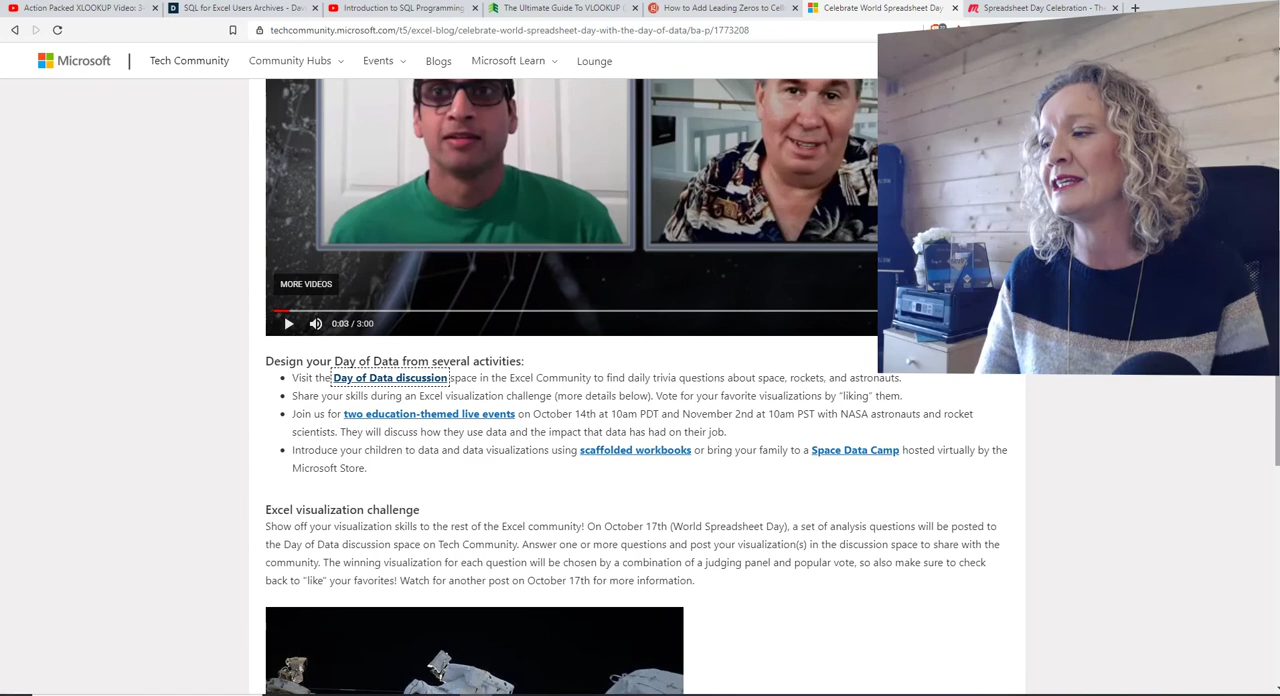 Action Packed XLOOKUP Video: 3
SQL for Excel Users Archives - Dav
Introduction to SQL Programming
The Ultimate Guide To VLOOKUP (
How to Add Leading Zeros to Cell
Celebrate World Spreadsheet Day
Spreadsheet Day Celebration - Th
techcommunity.microsoft.com/t5/excel-blog/celebrate-world-spreadsheet-day-with-the-day-of-data/ba-p/1773208
Microsoft
Tech Community
Community Hubs
Events
Blogs
Microsoft Learn
Lounge
MORE VIDEOS
0:03 / 3:00
Design your Day of Data from several activities:
Visit the Day of Data discussion space in the Excel Community to find daily trivia questions about space, rockets, and astronauts.
Share your skills during an Excel visualization challenge (more details below). Vote for your favorite visualizations by “liking” them.
Join us for two education-themed live events on October 14th at 10am PDT and November 2nd at 10am PST with NASA astronauts and rocket
scientists. They will discuss how they use data and the impact that data has had on their job.
Introduce your children to data and data visualizations using scaffolded workbooks or bring your family to a Space Data Camp hosted virtually by the
Microsoft Store.
Excel visualization challenge
Show off your visualization skills to the rest of the Excel community! On October 17th (World Spreadsheet Day), a set of analysis questions will be posted to
the Day of Data discussion space on Tech Community. Answer one or more questions and post your visualization(s) in the discussion space to share with the
community. The winning visualization for each question will be chosen by a combination of a judging panel and popular vote, so also make sure to check
back to “like” your favorites! Watch for another post on October 17th for more information.